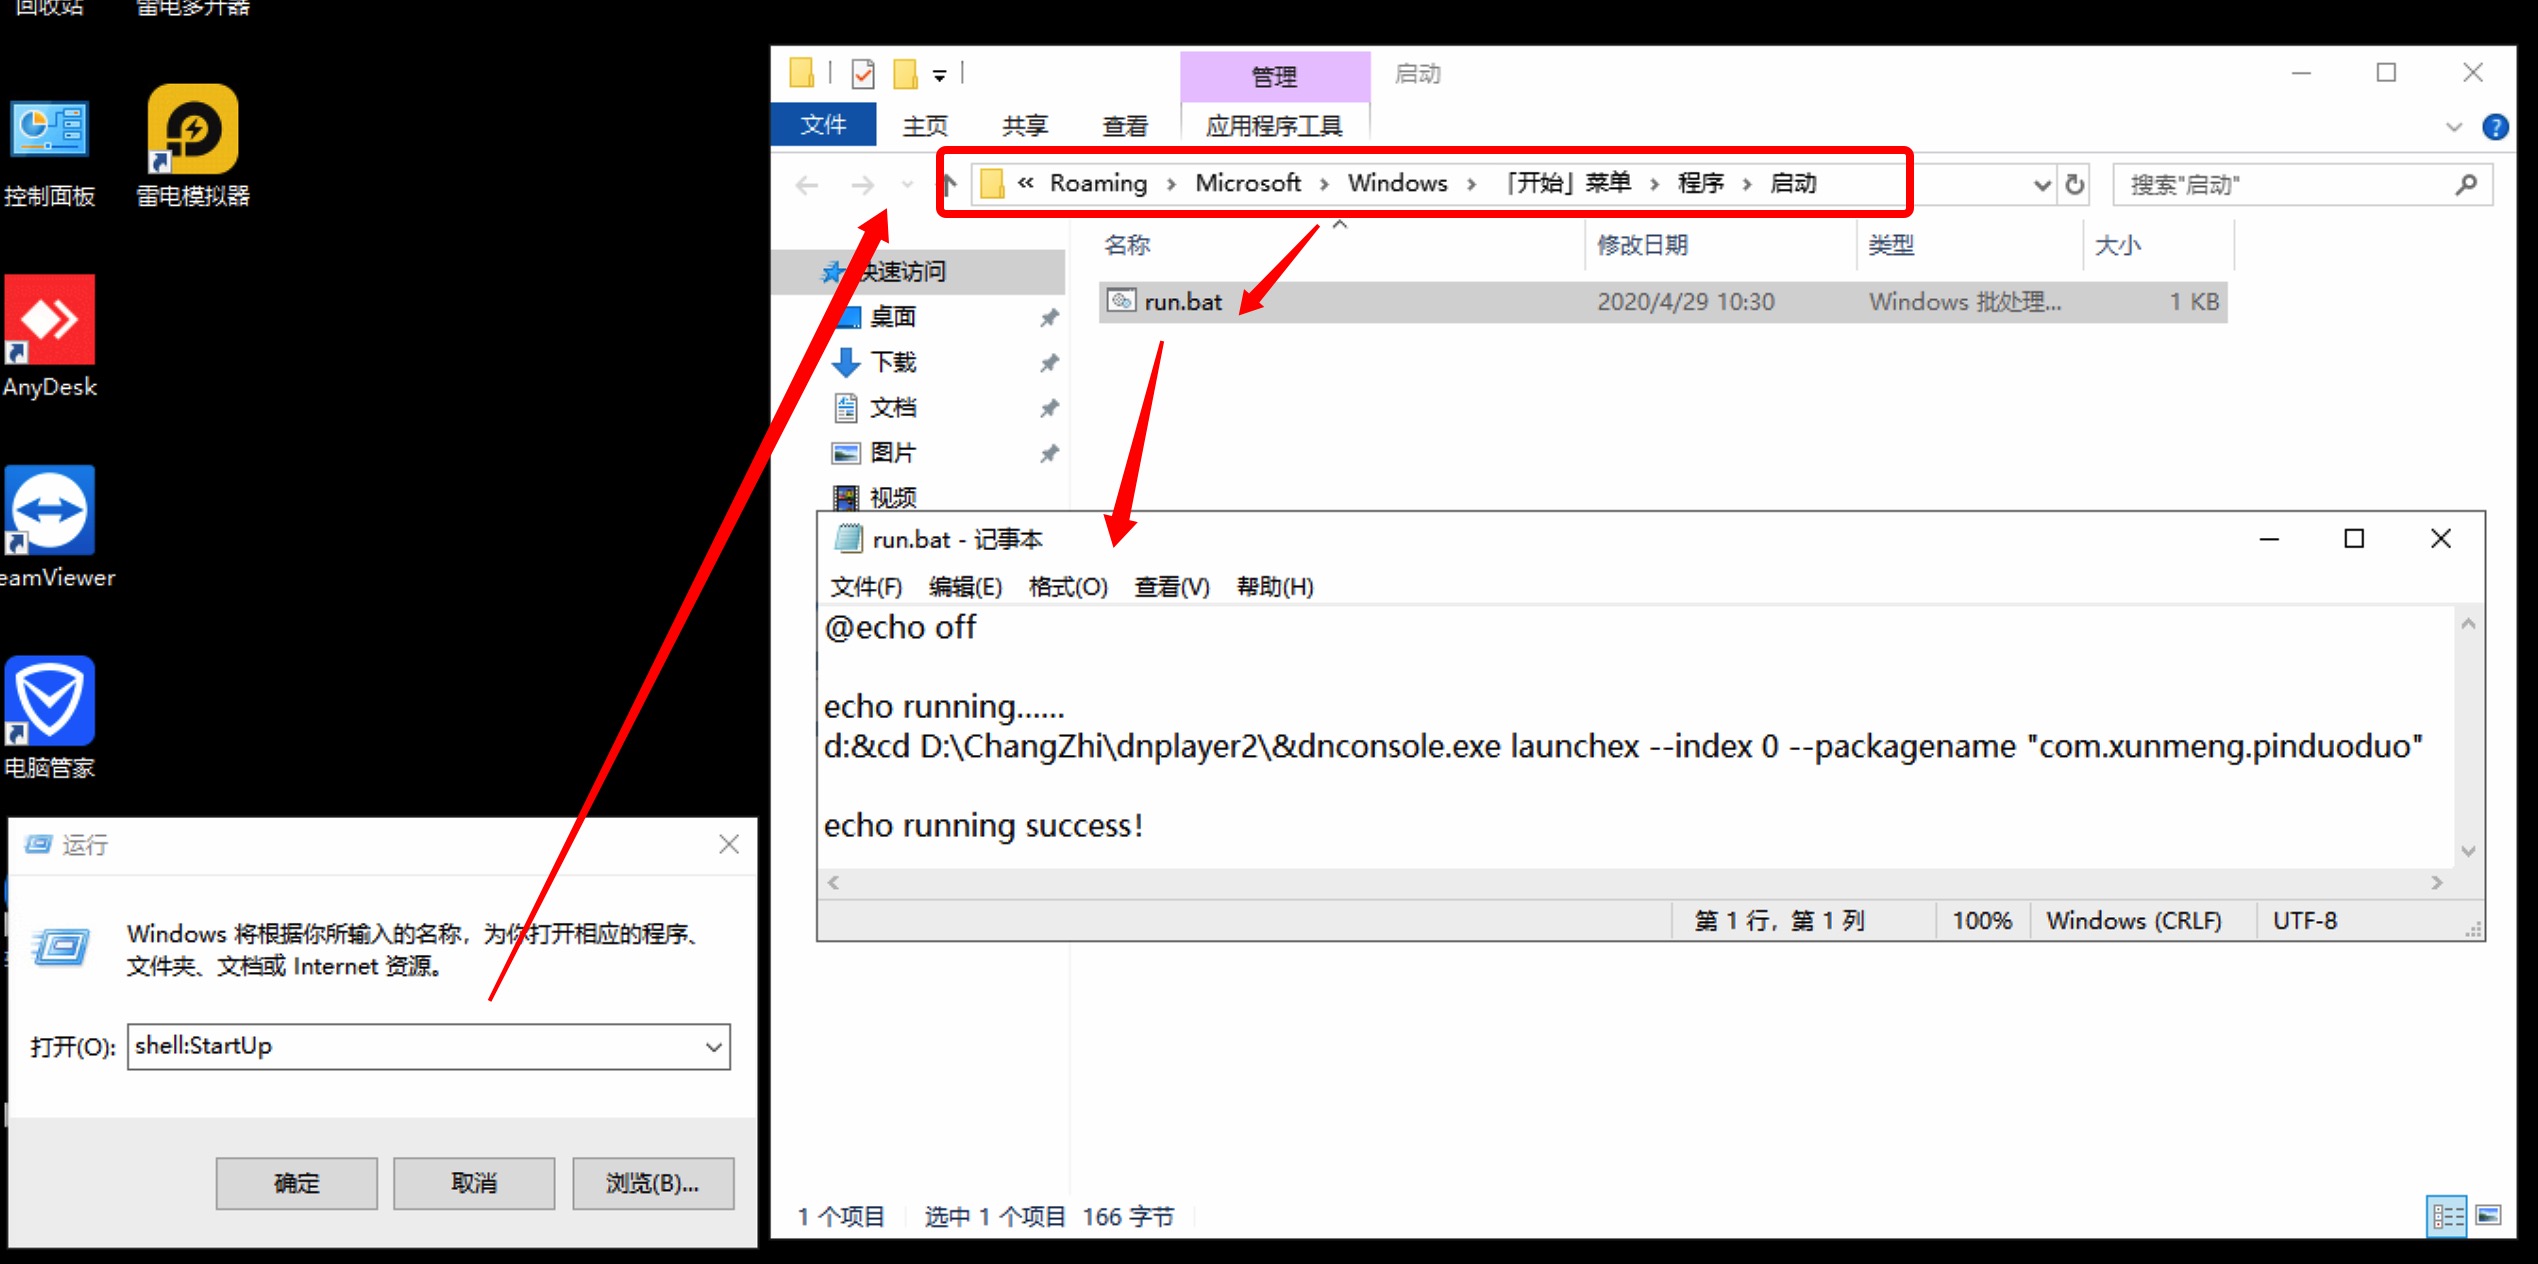 回收站
雷电多开器
控制面板
雷电模拟器
AnyDesk
eamViewer
电脑管家
管理
启动
文件
主页
共享
查看
应用程序工具
« Roaming › Microsoft › Windows › 「开始」菜单 › 程序 › 启动
搜索"启动"
名称
修改日期
类型
大小
快速访问
run.bat
2020/4/29 10:30
Windows 批处理...
1 KB
桌面
下载
文档
图片
视频
run.bat - 记事本
文件(F)
编辑(E)
格式(O)
查看(V)
帮助(H)
@echo off
echo running......
d:&cd D:\ChangZhi\dnplayer2\&dnconsole.exe launchex --index 0 --packagename "com.xunmeng.pinduoduo"
echo running success!
第 1 行，第 1 列
100%
Windows (CRLF)
UTF-8
运行
Windows 将根据你所输入的名称，为你打开相应的程序、
文件夹、文档或 Internet 资源。
打开(O):
shell:StartUp
确定
取消
浏览(B)...
1 个项目
选中 1 个项目
166 字节